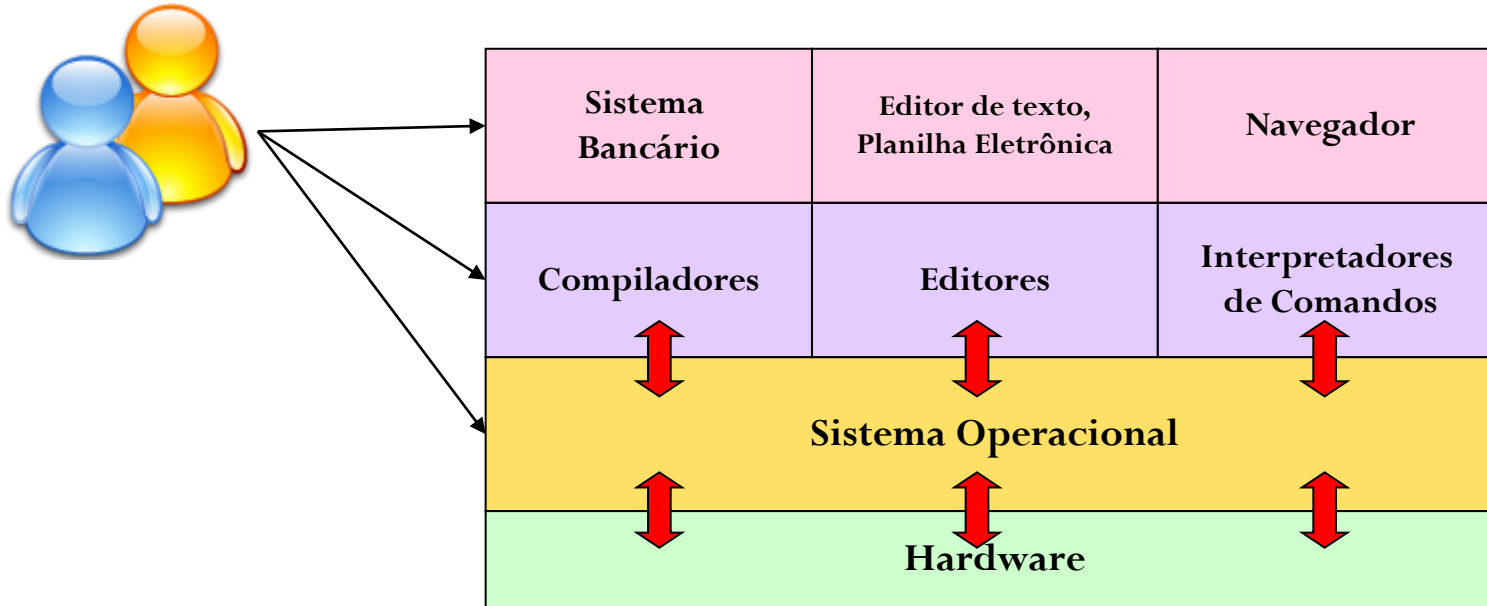 Sistema
Bancário
Editor de texto,
Planilha Eletrônica
Navegador
Compiladores
Editores
Interpretadores
de Comandos
Sistema Operacional
Hardware